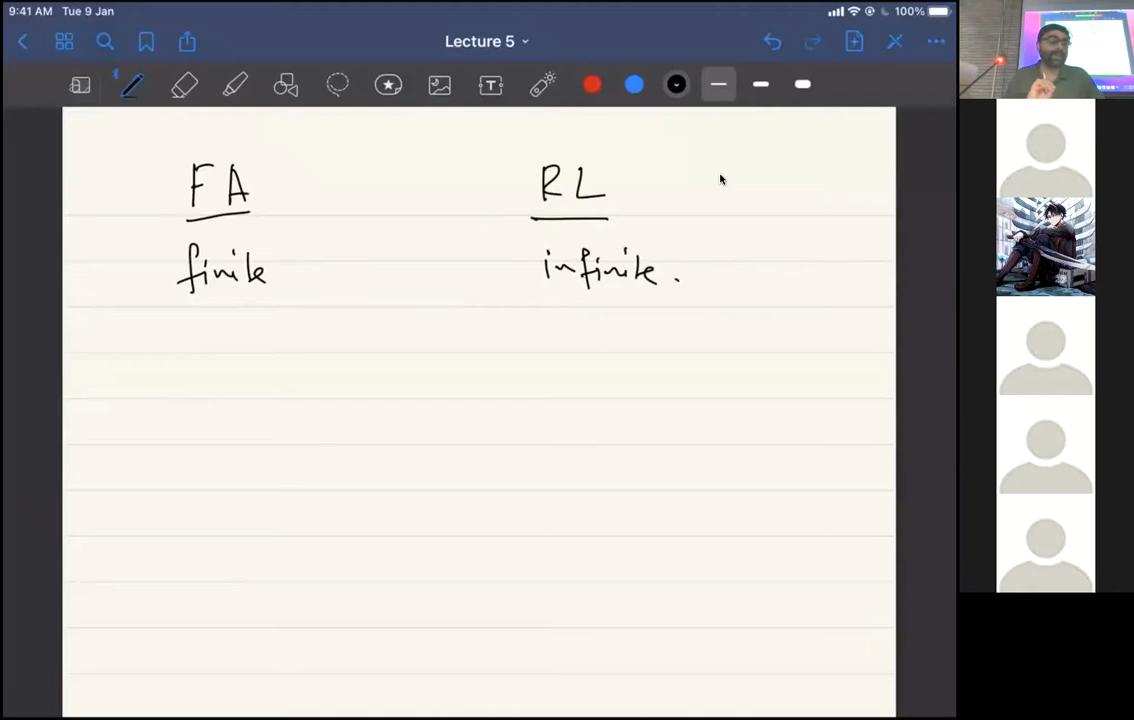 9:41 AM Tue 9 Jan 100%
Lecture 5
T
FA RL
finite infinite.